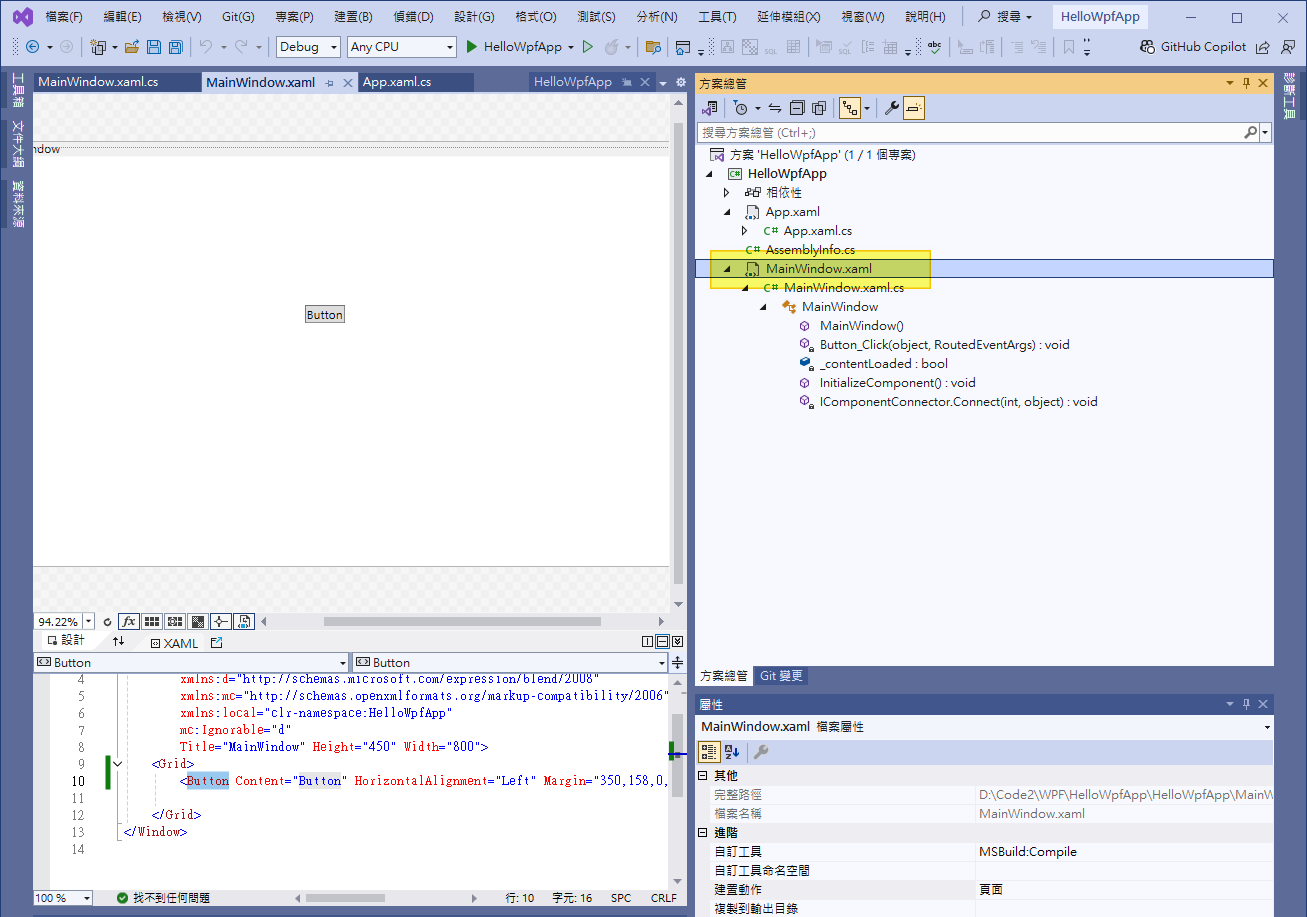 檔案(F) 編輯(E) 檢視(V) Git(G) 專案(P) 建置(B) 偵錯(D) 設計(G) 格式(O) 測試(S) 分析(N) 工具(T) 延伸模組(X) 視窗(W) 說明(H) 搜尋 HelloWpfApp
Debug Any CPU HelloWpfApp SQL SQL abc GitHub Copilot
工具箱
文件大綱
資料來源
MainWindow.xaml.cs MainWindow.xaml App.xaml.cs HelloWpfApp
ndow
Button
94.22% fx
設計 XAML
Button Button
4 xmlns:d="http://schemas.microsoft.com/expression/blend/2008"
5 xmlns:mc="http://schemas.openxmlformats.org/markup-compatibility/2006"
6 xmlns:local="clr-namespace:HelloWpfApp"
7 mc:Ignorable="d"
8 Title="MainWindow" Height="450" Width="800">
9 <Grid>
10 <Button Content="Button" HorizontalAlignment="Left" Margin="350,158,0,
11
12 </Grid>
13 </Window>
14
100 % 找不到任何問題 行: 10 字元: 16 SPC CRLF
方案總管
搜尋方案總管 (Ctrl+;)
方案 'HelloWpfApp' (1 / 1 個專案)
C# HelloWpfApp
相依性
App.xaml
C# App.xaml.cs
C# AssemblyInfo.cs
MainWindow.xaml
C# MainWindow.xaml.cs
MainWindow
MainWindow()
Button_Click(object, RoutedEventArgs) : void
_contentLoaded : bool
InitializeComponent() : void
IComponentConnector.Connect(int, object) : void
方案總管 Git 變更
屬性
MainWindow.xaml 檔案屬性
其他
完整路徑 D:\Code2\WPF\HelloWpfApp\HelloWpfApp\MainW
檔案名稱 MainWindow.xaml
進階
自訂工具 MSBuild:Compile
自訂工具命名空間
建置動作 頁面
複製到輸出目錄
診斷工具